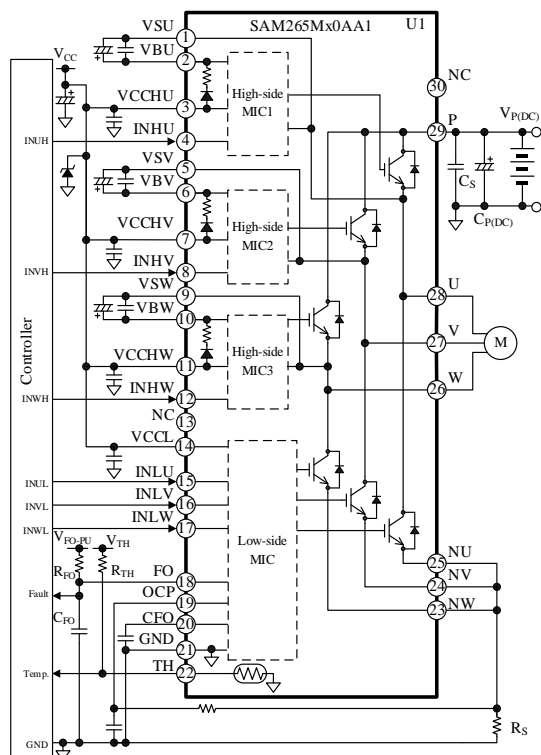 SAM265Mx0AA1
U1
VSU
1
VBU
2
VCC
VCCHU
3
High-side
MIC1
INUH
INHU
4
NC
30
P
29
VP(DC)
CS
CP(DC)
VSV
5
VBV
6
VCCHV
7
High-side
MIC2
INVH
INHV
8
VSW
9
VBW
10
VCCHW
11
High-side
MIC3
INWH
INHW
12
NC
13
VCCL
14
U
28
V
27
W
26
M
Controller
INUL
INLU
15
INVL
INLV
16
INWL
INLW
17
Low-side
MIC
VFO-PU
VTH
RFO
RTH
FO
18
Fault
OCP
19
CFO
CFO
20
GND
21
Temp.
TH
22
NU
25
NV
24
NW
23
RS
GND